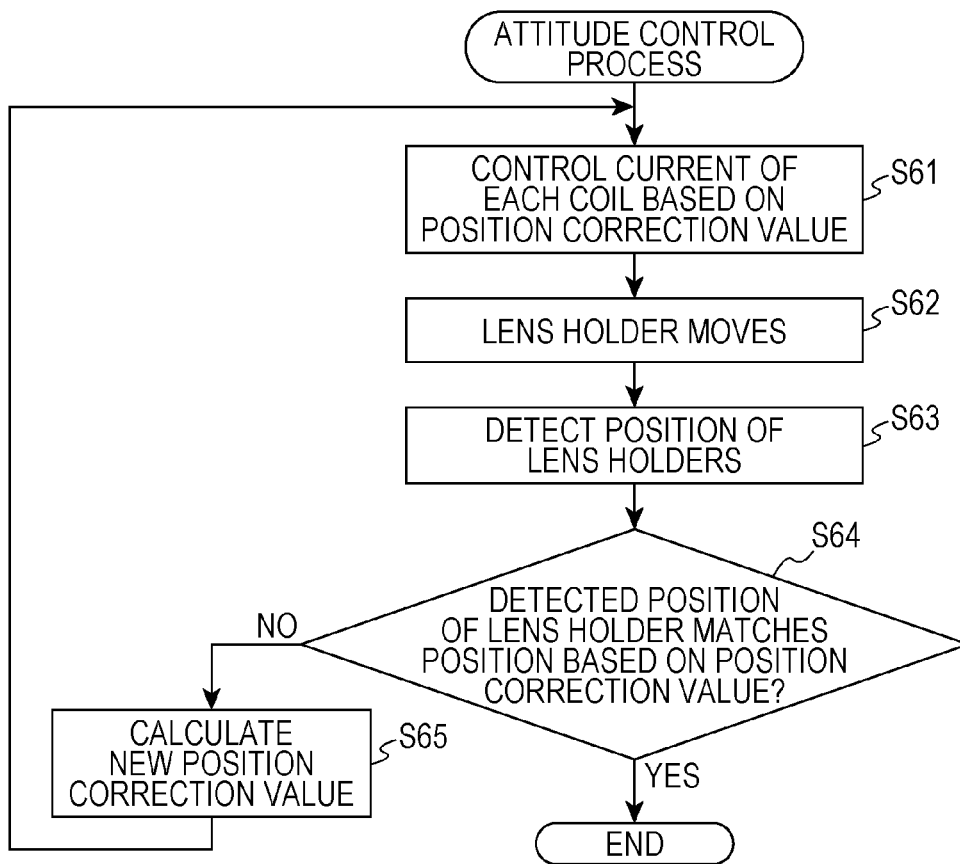 ATTITUDE CONTROL
PROCESS
CONTROL CURRENT OF
EACH COIL BASED ON
POSITION CORRECTION VALUE
S61
LENS HOLDER MOVES
S62
DETECT POSITION OF
LENS HOLDERS
S63
S64
DETECTED POSITION
OF LENS HOLDER MATCHES
POSITION BASED ON POSITION
CORRECTION VALUE?
NO
CALCULATE
NEW POSITION
CORRECTION VALUE
S65
YES
END